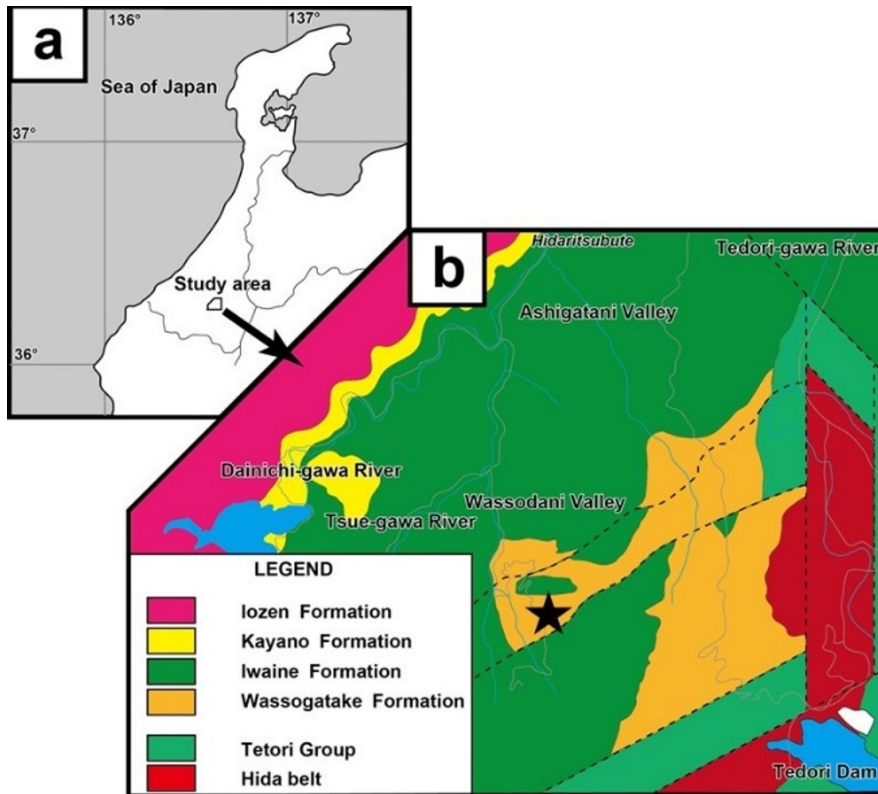 a
136°
137°
Sea of Japan
37°
Study area
36°
b
Hidaritsubute
Tedori-gawa River
Ashigatani Valley
Dainichi-gawa River
Wassodani Valley
Tsue-gawa River
LEGEND
Iozen Formation
Kayano Formation
Iwaine Formation
Wassogatake Formation
Tetori Group
Hida belt
Tedori Dam